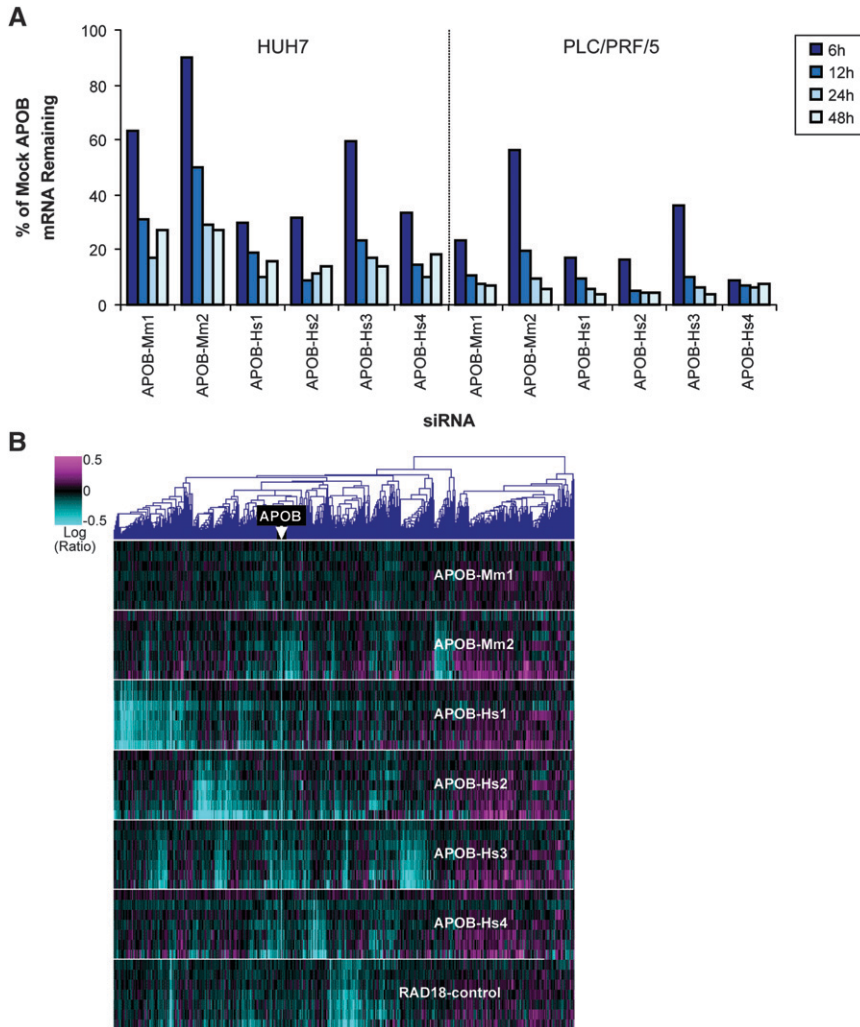 A
HUH7
PLC/PRF/5
6h
12h
24h
48h
% of Mock APOB
mRNA Remaining
100
80
60
40
20
0
APOB-Mm1
APOB-Mm2
APOB-Hs1
APOB-Hs2
APOB-Hs3
APOB-Hs4
APOB-Mm1
APOB-Mm2
APOB-Hs1
APOB-Hs2
APOB-Hs3
APOB-Hs4
siRNA
B
0.5
0
-0.5
Log
(Ratio)
APOB
APOB-Mm1
APOB-Mm2
APOB-Hs1
APOB-Hs2
APOB-Hs3
APOB-Hs4
RAD18-control